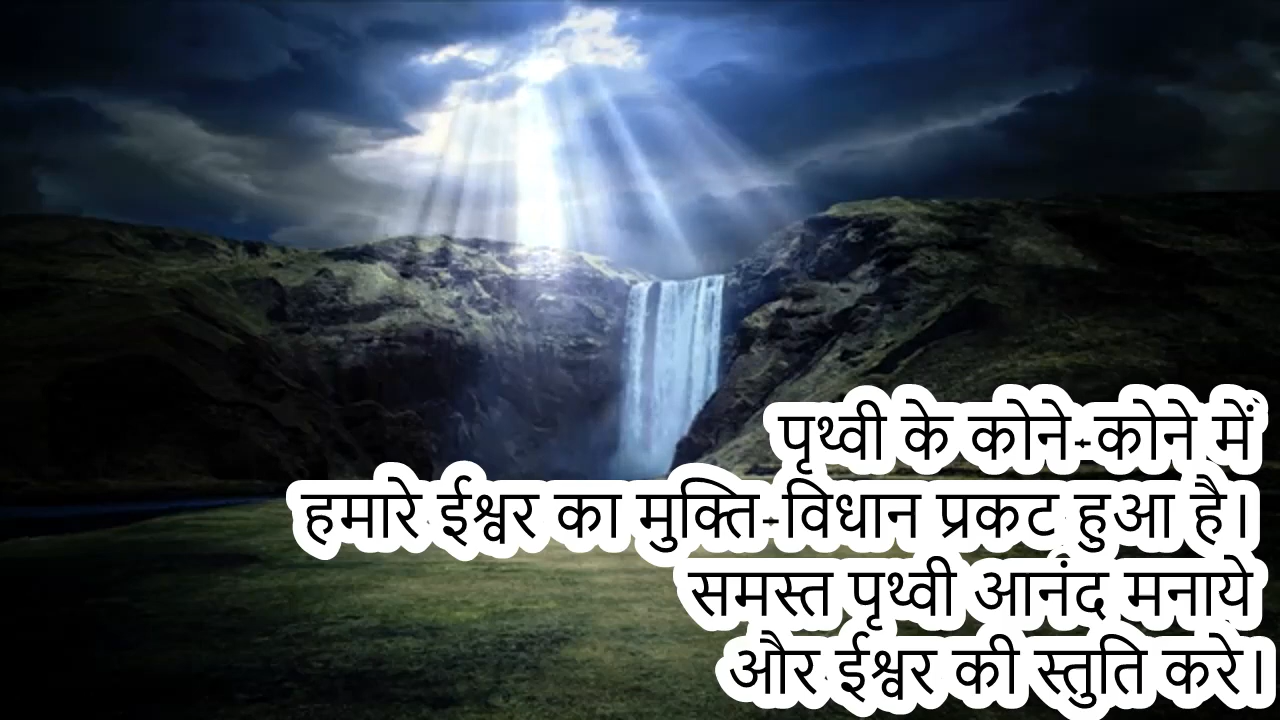 पृथ्वी के कोने-कोने में
हमारे ईश्वर का मुक्ति-विधान प्रकट हुआ है।
समस्त पृथ्वी आनंद मनाये
और ईश्वर की स्तुति करे।